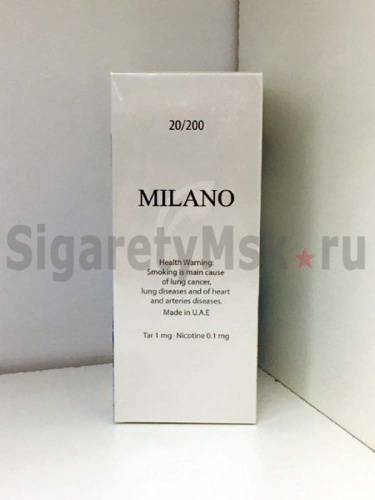 20/200
MILANO
SigaretyMsk★ru
Health Warning:
Smoking is main cause
of lung cancer,
lung diseases and of heart
and arteries diseases.
Made in U.A.E
Tar 1 mg · Nicotine 0.1 mg